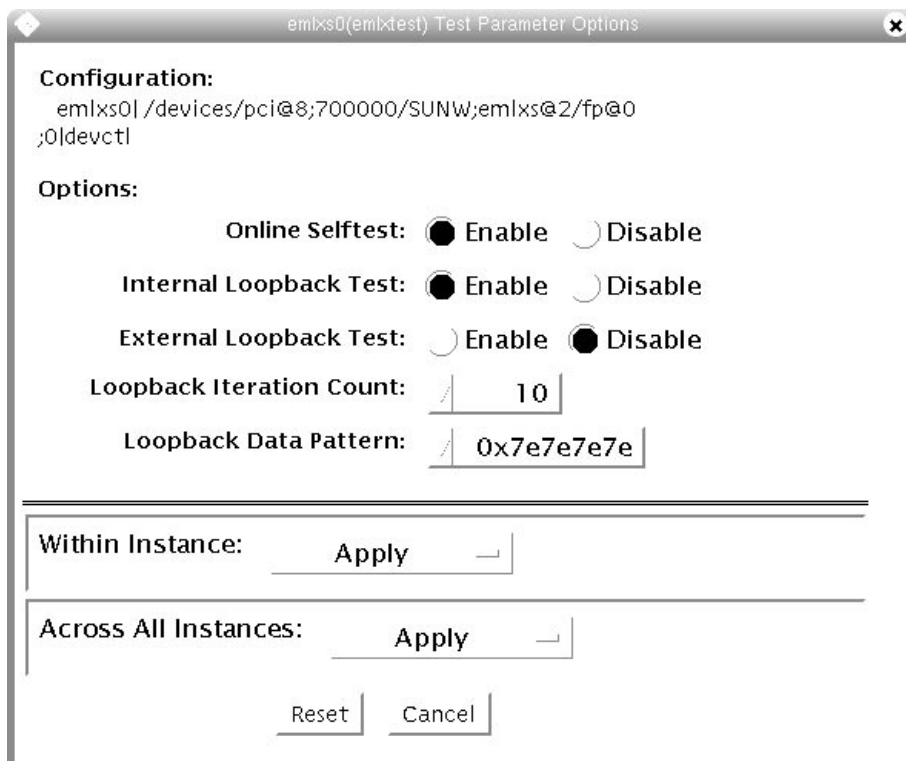 emlxs0(emlxtest) Test Parameter Options
Configuration:
emlxs0| /devices/pci@8;700000/SUNW;emlxs@2/fp@0
;0|devctl
Options:
Online Selftest: Enable Disable
Internal Loopback Test: Enable Disable
External Loopback Test: Enable Disable
Loopback Iteration Count: 10
Loopback Data Pattern: 0x7e7e7e7e
Within Instance: Apply
Across All Instances: Apply
Reset Cancel